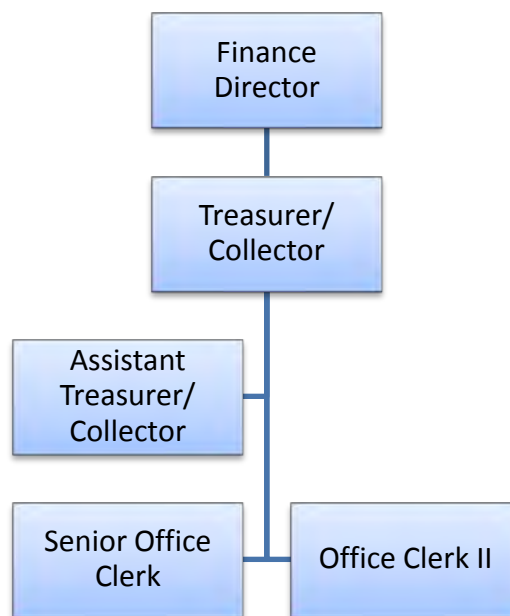 Finance
Director
Treasurer/
Collector
Assistant
Treasurer/
Collector
Senior Office
Clerk
Office Clerk II